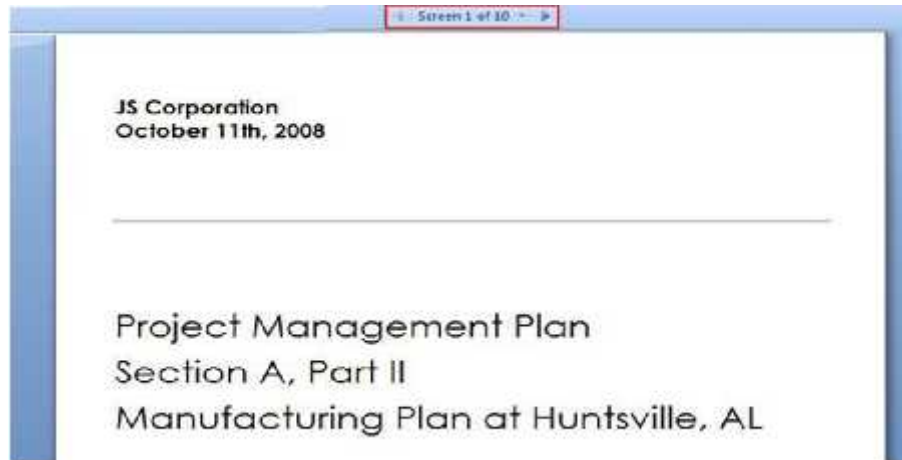 Screen 1 of 10
JS Corporation
October 11th, 2008
Project Management Plan
Section A, Part II
Manufacturing Plan at Huntsville, AL